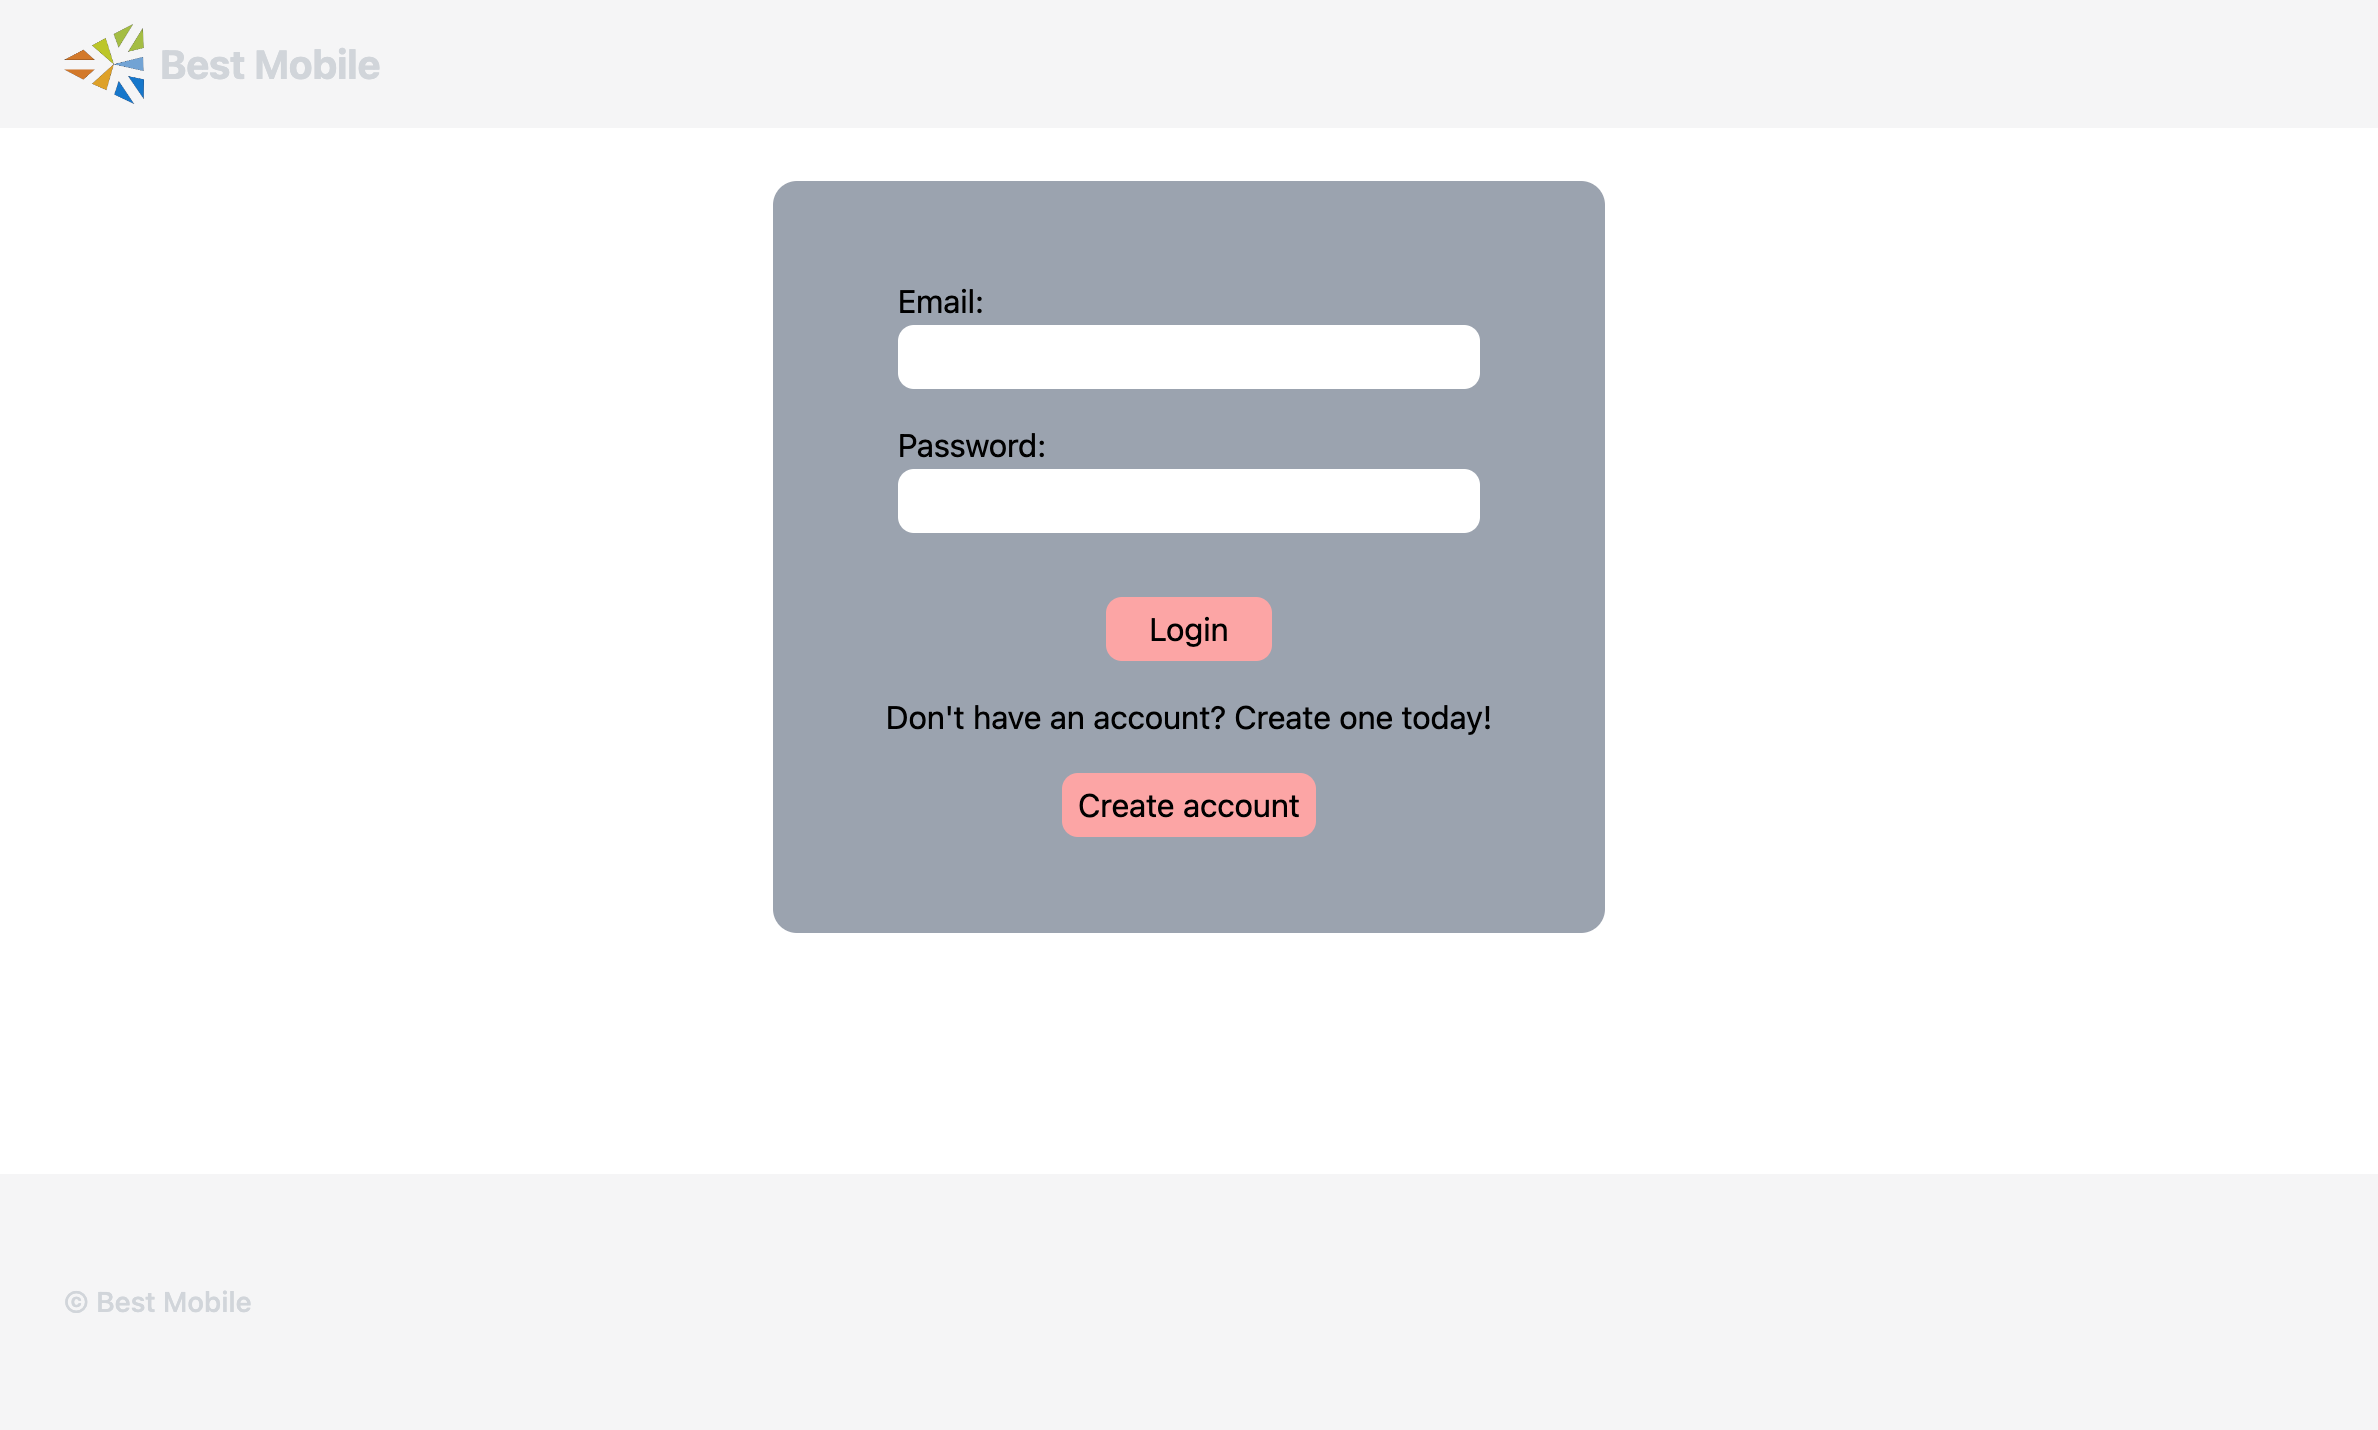 Best Mobile
Email:
Password:
Login
Don't have an account? Create one today!
Create account
© Best Mobile